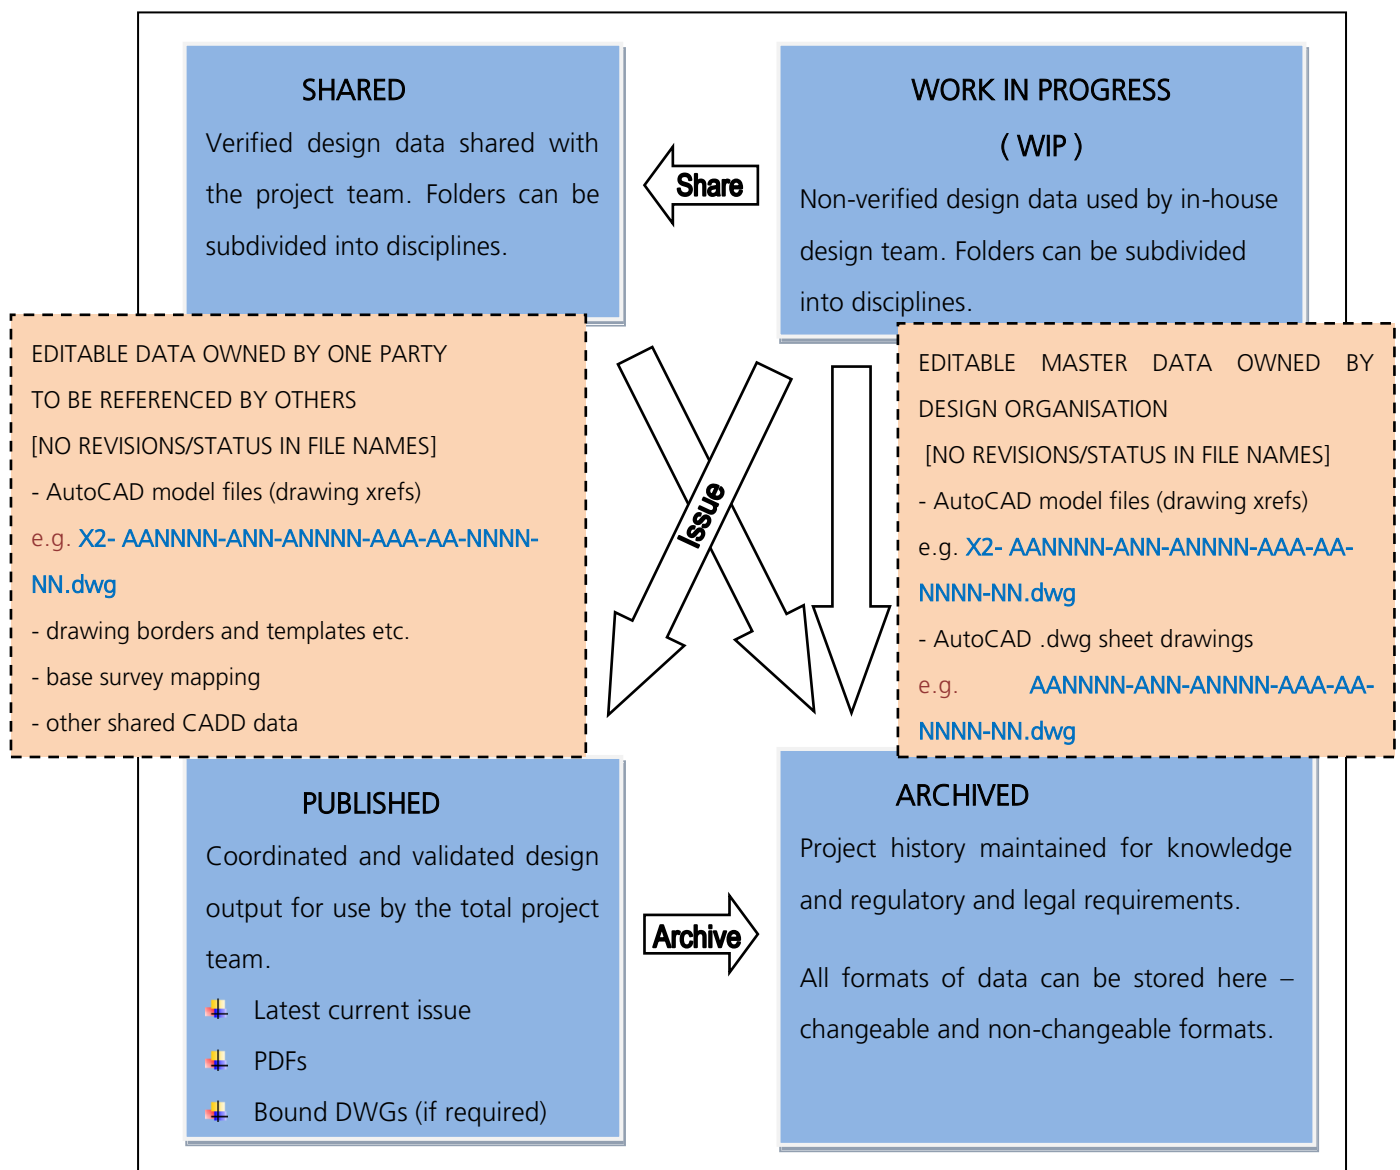 SHARED
Verified design data shared with
the project team. Folders can be
subdivided into disciplines.
WORK IN PROGRESS
( WIP )
Non-verified design data used by in-house
design team. Folders can be subdivided
into disciplines.
Share
EDITABLE DATA OWNED BY ONE PARTY
TO BE REFERENCED BY OTHERS
[NO REVISIONS/STATUS IN FILE NAMES]
- AutoCAD model files (drawing xrefs)
e.g. X2- AANNNN-ANN-ANNNN-AAA-AA-NNNN-
NN.dwg
- drawing borders and templates etc.
- base survey mapping
- other shared CADD data
Issue
EDITABLE MASTER DATA OWNED BY
DESIGN ORGANISATION
[NO REVISIONS/STATUS IN FILE NAMES]
- AutoCAD model files (drawing xrefs)
e.g. X2- AANNNN-ANN-ANNNN-AAA-AA-
NNNN-NN.dwg
- AutoCAD .dwg sheet drawings
e.g. AANNNN-ANN-ANNNN-AAA-AA-
NNNN-NN.dwg
PUBLISHED
Coordinated and validated design
output for use by the total project
team.
Latest current issue
PDFs
Bound DWGs (if required)
Archive
ARCHIVED
Project history maintained for knowledge
and regulatory and legal requirements.
All formats of data can be stored here –
changeable and non-changeable formats.